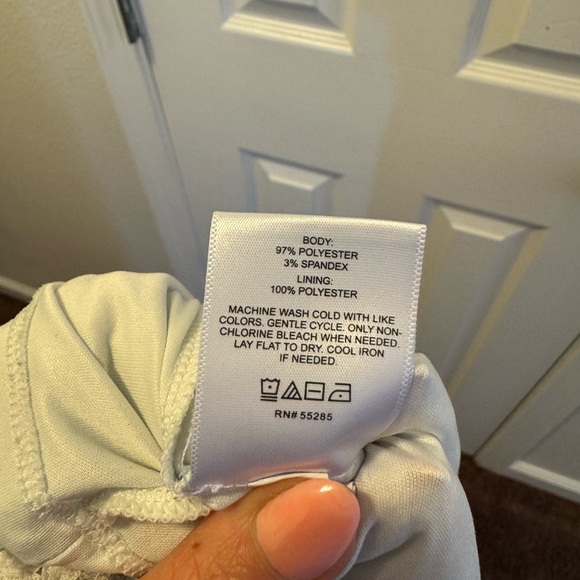 BODY:
97% POLYESTER
3% SPANDEX
LINING:
100% POLYESTER
MACHINE WASH COLD WITH LIKE
COLORS. GENTLE CYCLE. ONLY NON-
CHLORINE BLEACH WHEN NEEDED.
LAY FLAT TO DRY. COOL IRON
IF NEEDED.
RN# 55285